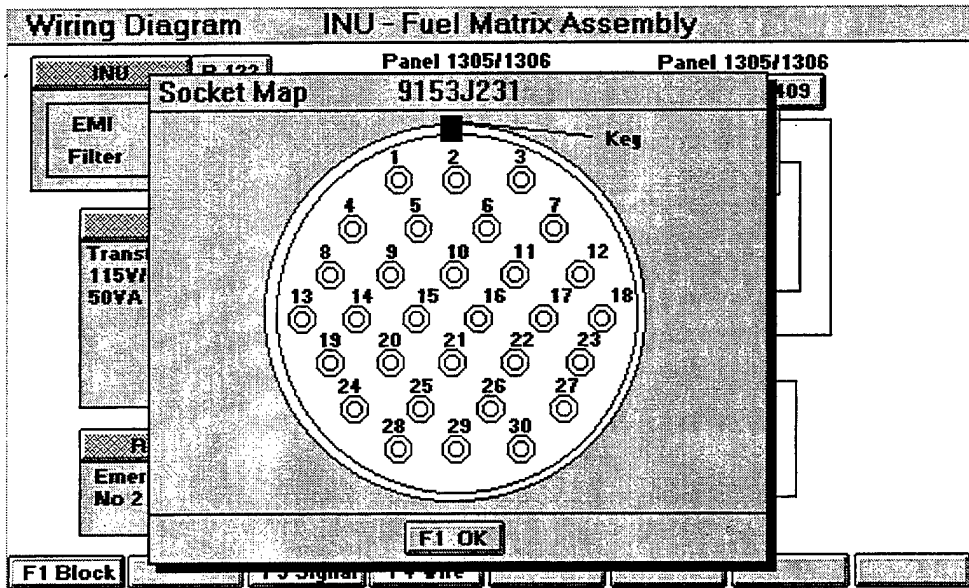 Wiring Diagram INU - Fuel Matrix Assembly
INU
Panel 1305/1306
Panel 1305/1306
409
EMI
Filter
Socket Map 9153J231
Key
1 2 3
4 5 6 7
8 9 10 11 12
13 14 15 16 17 18
19 20 21 22 23
24 25 26 27
28 29 30
115V/
50VA
No 2
F1 OK
F1 Block